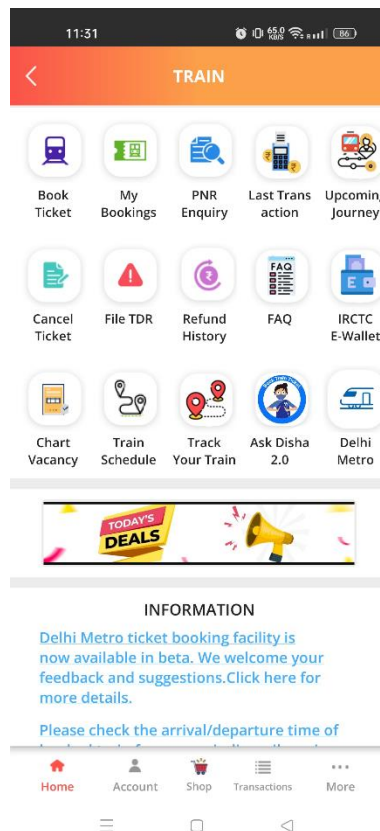 11:31
65.0 KB/S
86
TRAIN
Book Ticket
My Bookings
PNR Enquiry
Last Trans action
Upcoming Journey
FAQ
E
Cancel Ticket
File TDR
Refund History
FAQ
IRCTC E-Wallet
Chart Vacancy
Train Schedule
Track Your Train
Ask Disha 2.0
Delhi Metro
TODAY'S
DEALS
INFORMATION
Delhi Metro ticket booking facility is
now available in beta. We welcome your
feedback and suggestions.Click here for
more details.
Please check the arrival/departure time of
Home
Account
Shop
Transactions
More